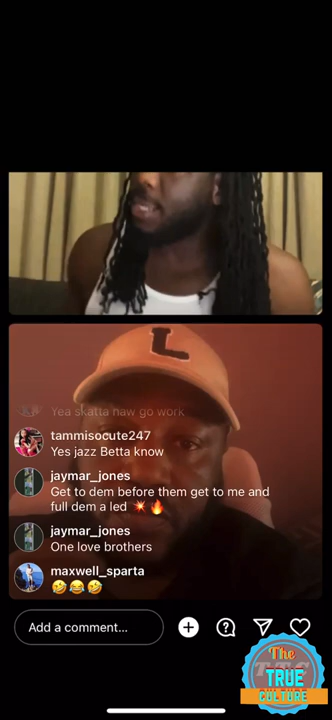 L
Yea skatta naw go work
tammisocute247
Yes jazz Betta know
jaymar_jones
Get to dem before them get to me and
full dem a led 💥🔥
jaymar_jones
One love brothers
maxwell_sparta
🤣😂🤣
Add a comment...
The
TRUE
CULTURE